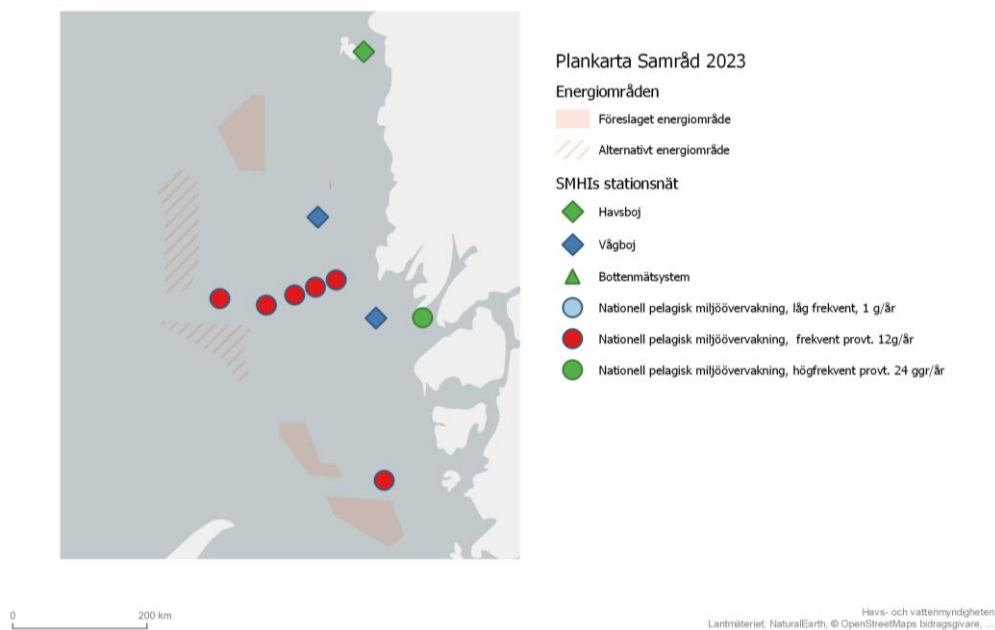 Plankarta Samråd 2023
Energiområden
Föreslaget energiområde
Alternativt energiområde
SMHIs stationsnät
Havsboj
Vågboj
Bottenmätsystem
Nationell pelagisk miljöövervakning, låg frekvent, 1 g/år
Nationell pelagisk miljöövervakning, frekvent provt. 12g/år
Nationell pelagisk miljöövervakning, högfrekvent provt. 24 ggr/år
0 200 km
Havs- och vattenmyndigheten
Lantmäteriet, NaturalEarth, © OpenStreetMaps bidragsgivare, ...